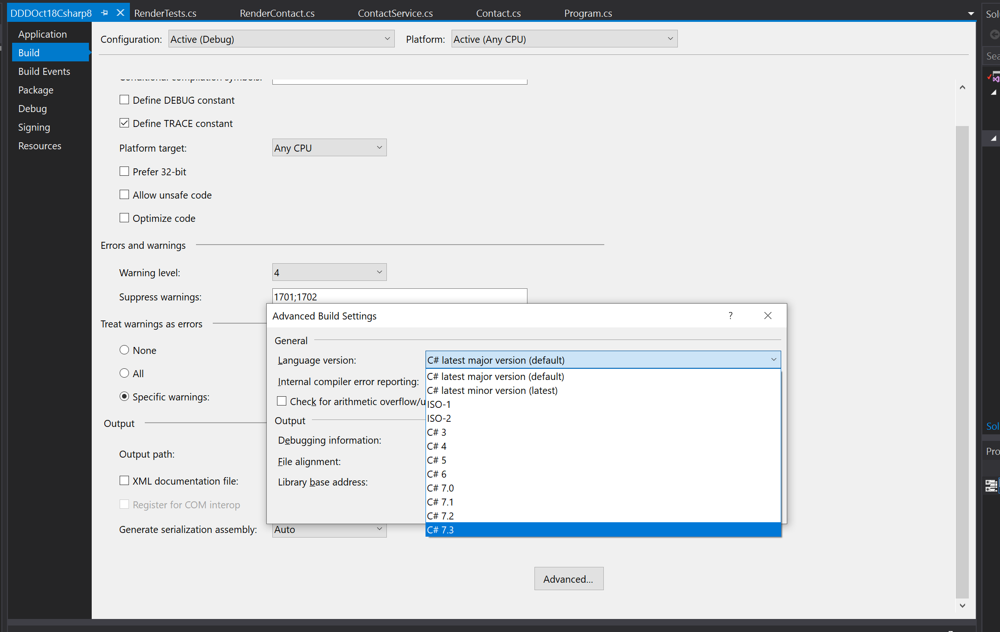 DDDOct18Csharp8 RenderTests.cs RenderContact.cs ContactService.cs Contact.cs Program.cs
Application
Build
Build Events
Package
Debug
Signing
Resources
Configuration: Active (Debug) Platform: Active (Any CPU)
Conditional compilation symbols:
Define DEBUG constant
Define TRACE constant
Platform target: Any CPU
Prefer 32-bit
Allow unsafe code
Optimize code
Errors and warnings
Warning level: 4
Suppress warnings: 1701;1702
Treat warnings as errors
None
All
Specific warnings:
Output
Output path:
XML documentation file:
Register for COM interop
Generate serialization assembly: Auto
Advanced...
Advanced Build Settings ?
General
Language version: C# latest major version (default)
Internal compiler error reporting:
Check for arithmetic overflow/u
Output
Debugging information:
File alignment:
Library base address:
C# latest major version (default)
C# latest minor version (latest)
ISO-1
ISO-2
C# 3
C# 4
C# 5
C# 6
C# 7.0
C# 7.1
C# 7.2
C# 7.3
Sol
Sea
Sol
Pro